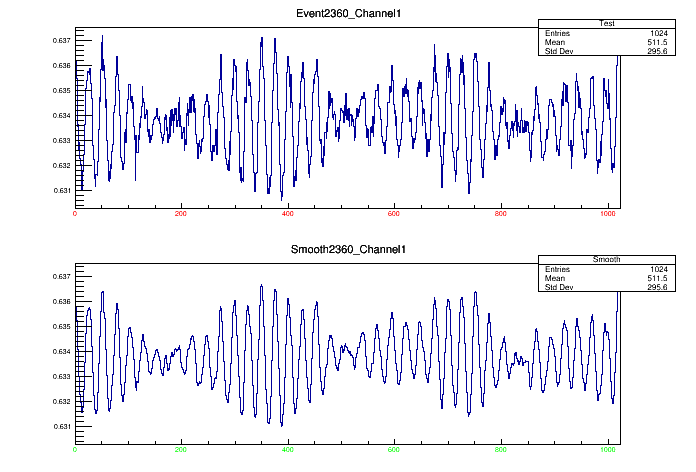 Event2360_Channel1
Test
Entries 1024
Mean 511.5
Std Dev 295.6
0.637
0.636
0.635
0.634
0.633
0.632
0.631
0 200 400 600 800 1000
Smooth2360_Channel1
Smooth
Entries 1024
Mean 511.5
Std Dev 295.6
0.637
0.636
0.635
0.634
0.633
0.632
0.631
0 200 400 600 800 1000